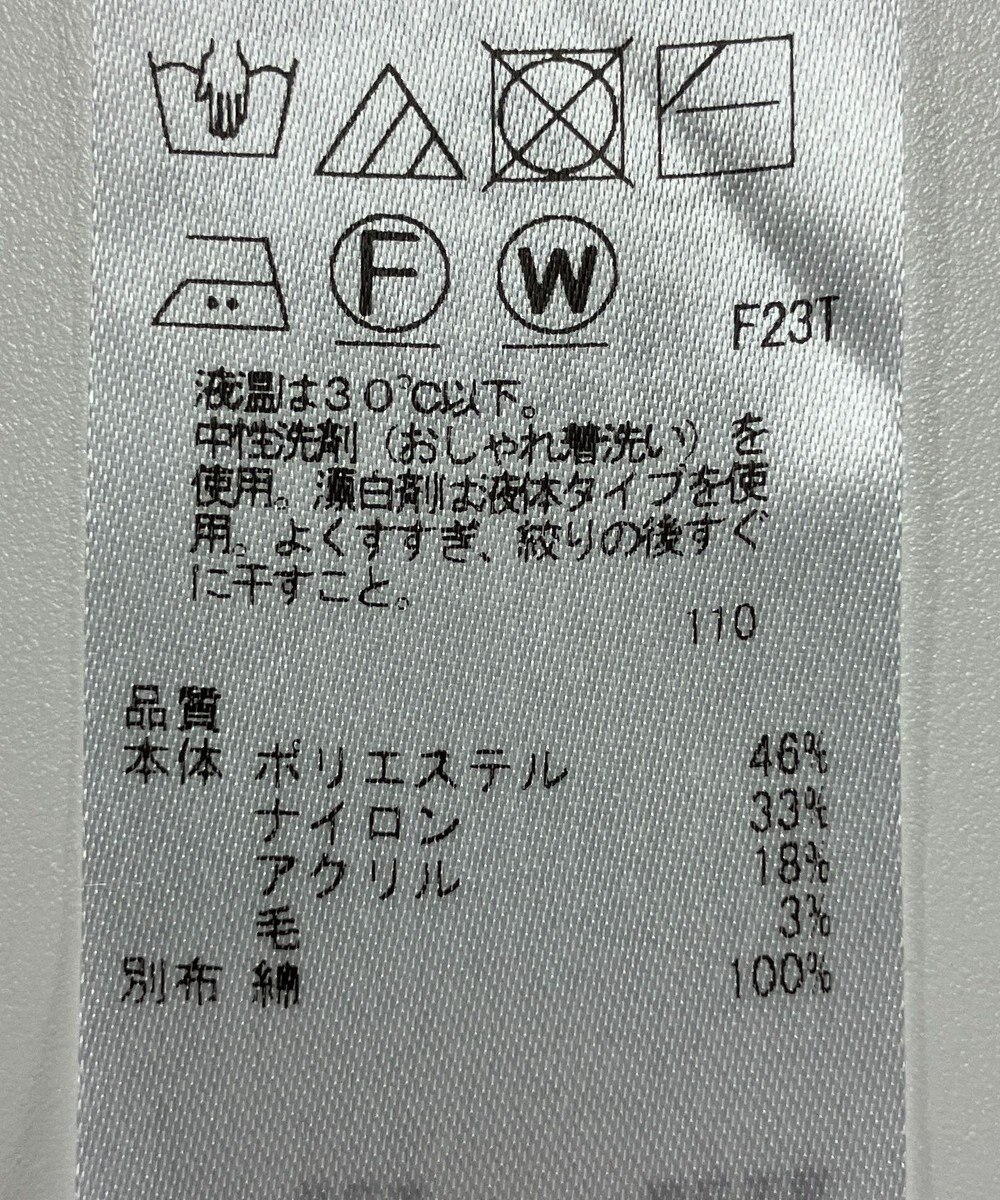 F
W
F23T
液温は30℃以下。
中性洗剤(おしゃれ着洗い)を
使用。漂白剤は液体タイプを使
用。よくすすぎ、絞りの後すぐ
に干すこと。
110
品質
本体 ポリエステル 46%
ナイロン 33%
アクリル 18%
毛 3%
別布 綿 100%